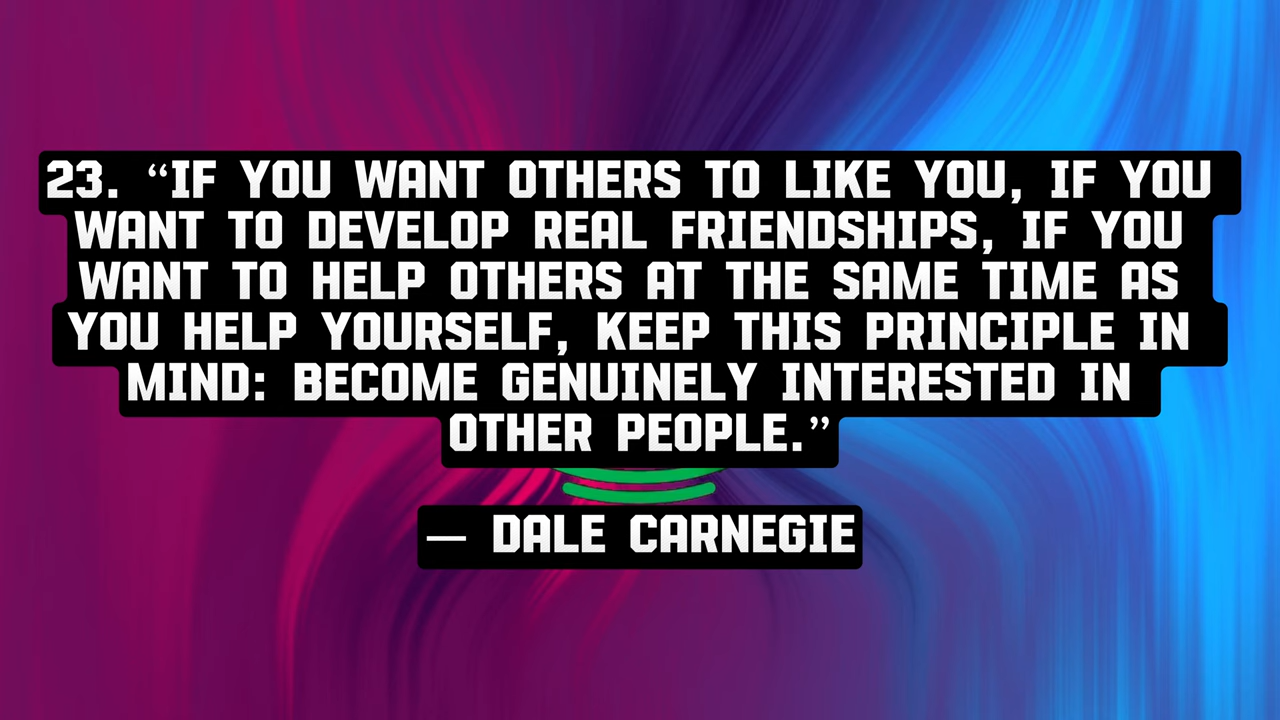 23. “IF YOU WANT OTHERS TO LIKE YOU, IF YOU
WANT TO DEVELOP REAL FRIENDSHIPS, IF YOU
WANT TO HELP OTHERS AT THE SAME TIME AS
YOU HELP YOURSELF, KEEP THIS PRINCIPLE IN
MIND: BECOME GENUINELY INTERESTED IN
OTHER PEOPLE.”
— DALE CARNEGIE